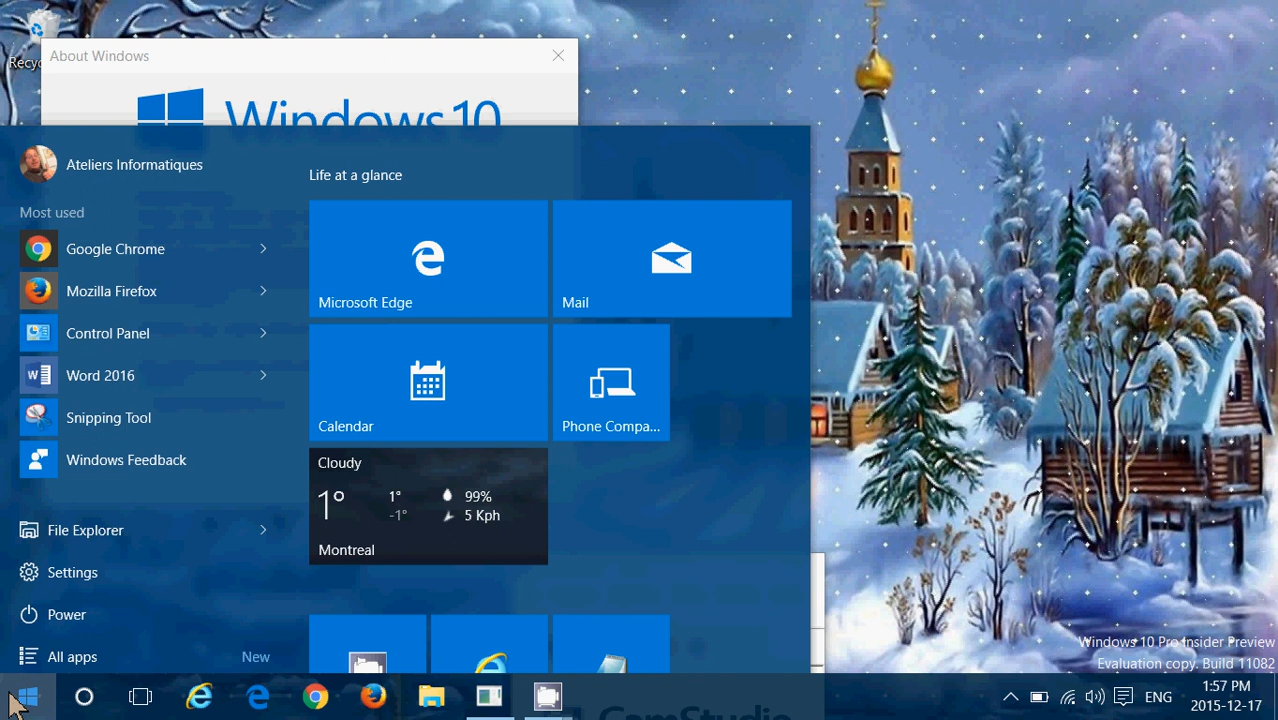 Recyc
About Windows
Windows 10
Ateliers Informatiques
Life at a glance
Most used
Google Chrome
Mozilla Firefox
Control Panel
Word 2016
Snipping Tool
Windows Feedback
File Explorer
Settings
Power
All apps
New
Microsoft Edge
Mail
Calendar
Phone Compa...
Cloudy
1° 1° 99%
-1° 5 Kph
Montreal
CamStudio
Windows 10 Pro Insider Preview
Evaluation copy. Build 11082
ENG
1:57 PM
2015-12-17